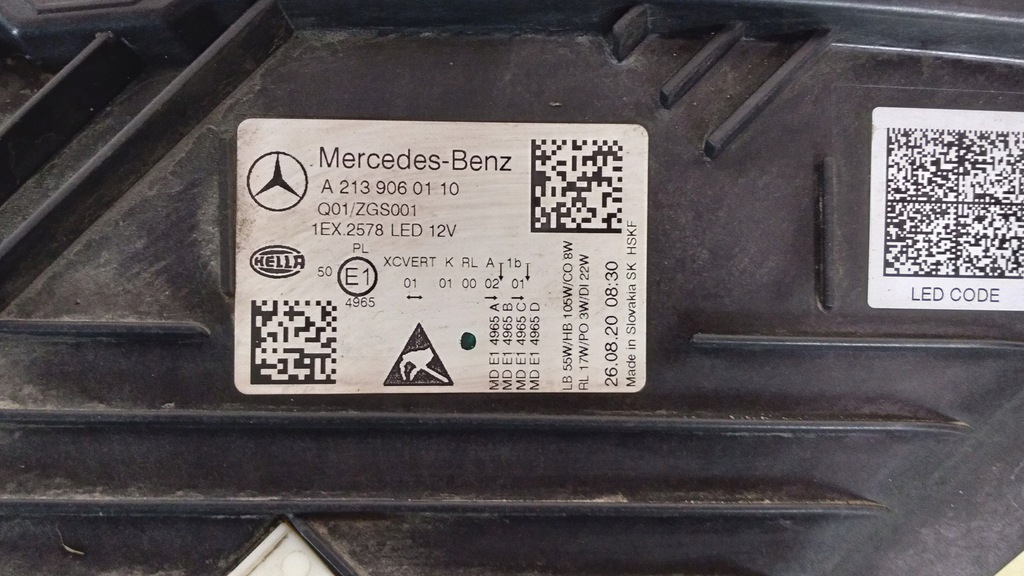 Mercedes-Benz
A 213 906 01 10
Q01/ZGS001
1EX.2578 LED 12V
HELLA
PL
50 E1 XCVERT K RL A 1b
01 01 00 02 01
4965
MD E1 4965 A
MD E1 4965 B
MD E1 4965 C
MD E1 4965 D
LB 55W/HB 106W/CO 8W
RL 17W/PO 3W/DI 22W
26.08.20 08:30
Made in Slovakia SK HSKF
LED CODE